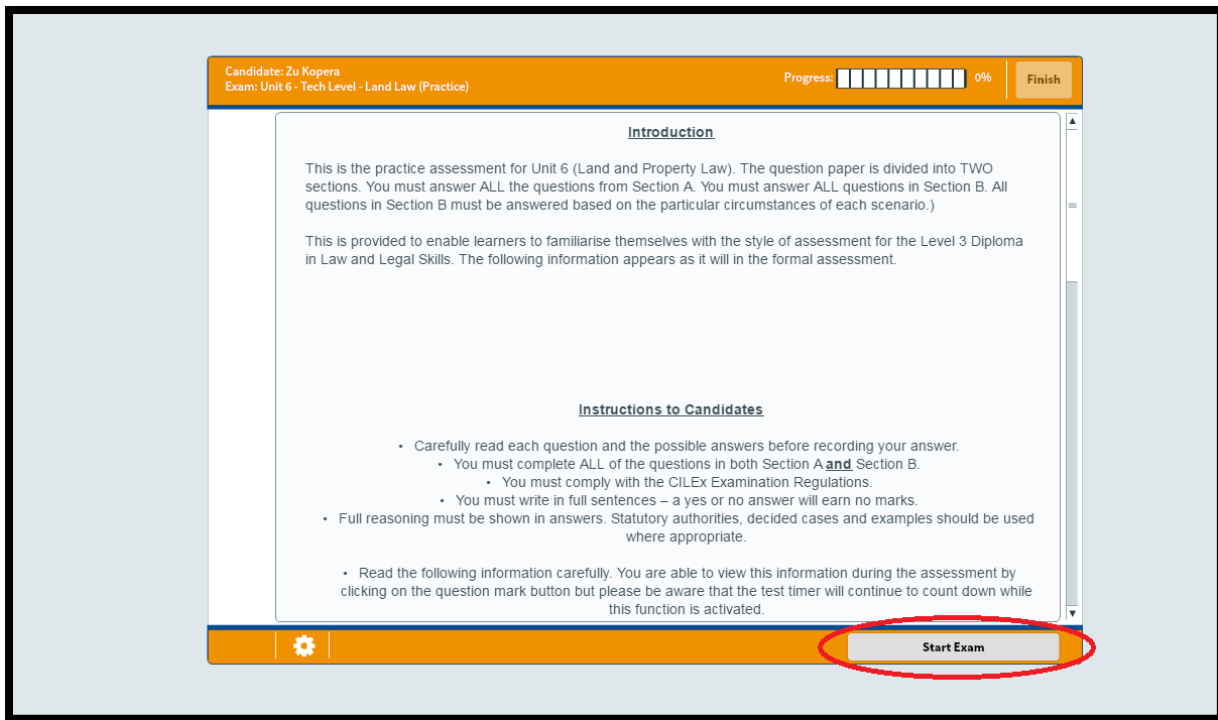 Candidate: Zu Kopera
Exam: Unit 6 - Tech Level - Land Law (Practice)
Progress: 0%
Finish
Introduction
This is the practice assessment for Unit 6 (Land and Property Law). The question paper is divided into TWO
sections. You must answer ALL the questions from Section A. You must answer ALL questions in Section B. All
questions in Section B must be answered based on the particular circumstances of each scenario.)
This is provided to enable learners to familiarise themselves with the style of assessment for the Level 3 Diploma
in Law and Legal Skills. The following information appears as it will in the formal assessment.
Instructions to Candidates
• Carefully read each question and the possible answers before recording your answer.
• You must complete ALL of the questions in both Section A and Section B.
• You must comply with the CILEx Examination Regulations.
• You must write in full sentences – a yes or no answer will earn no marks.
• Full reasoning must be shown in answers. Statutory authorities, decided cases and examples should be used
where appropriate.
• Read the following information carefully. You are able to view this information during the assessment by
clicking on the question mark button but please be aware that the test timer will continue to count down while
this function is activated.
Start Exam